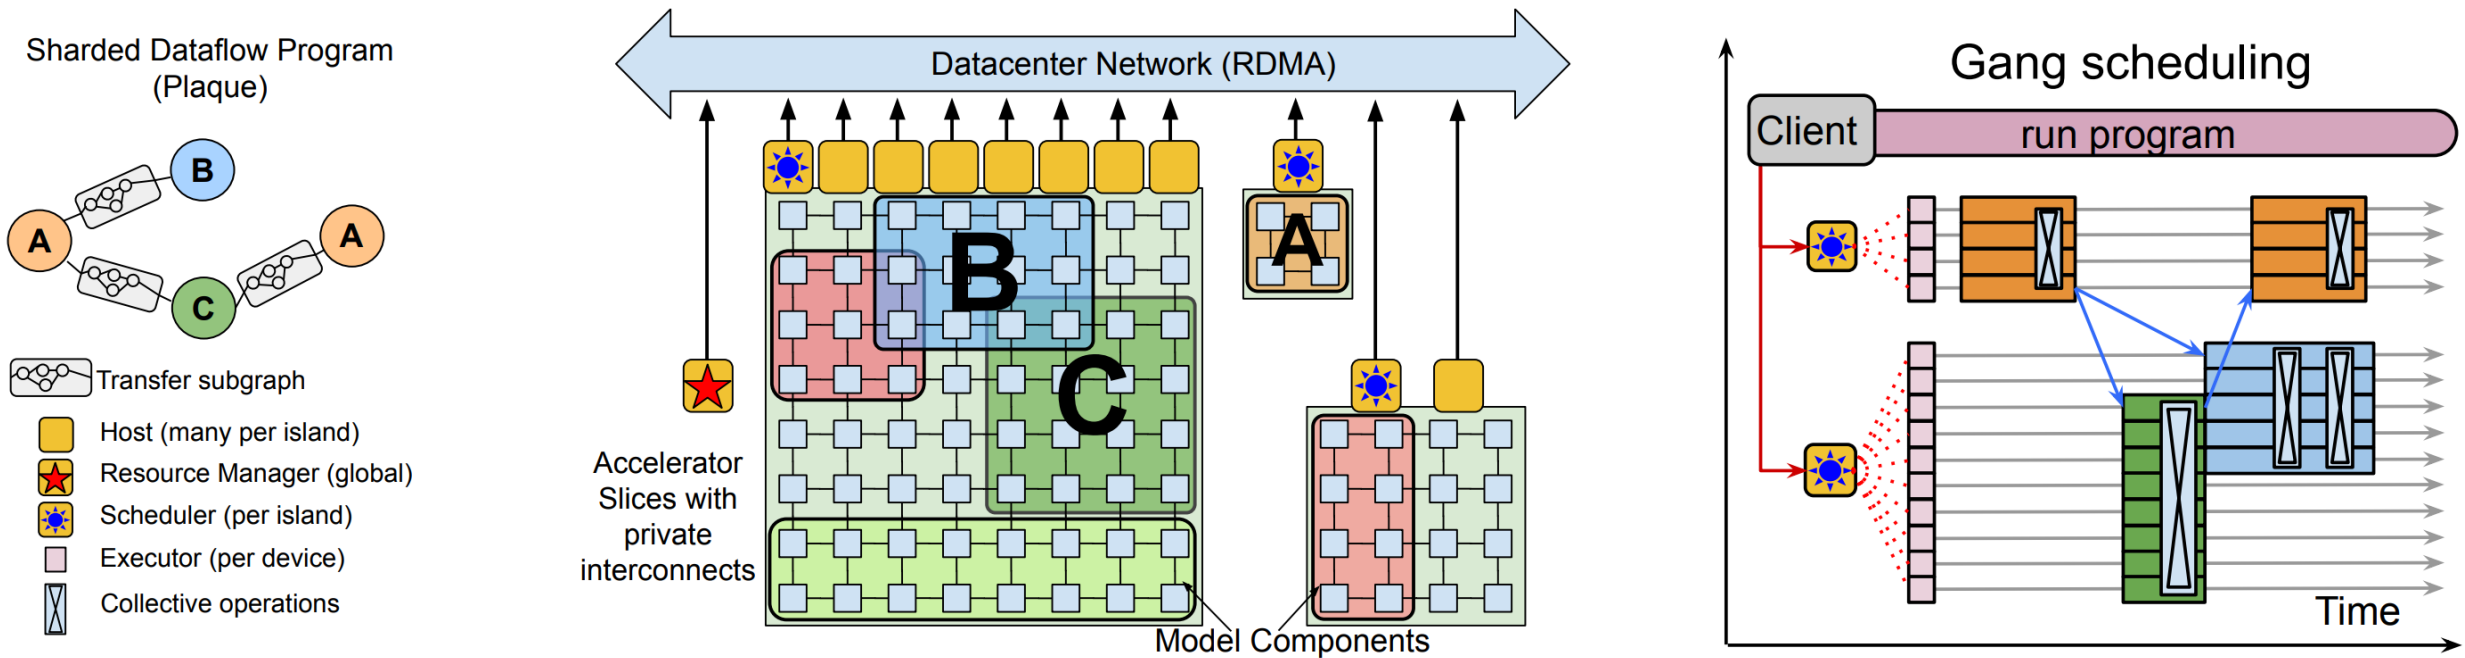 Sharded Dataflow Program
(Plaque)
B
A
A
C
Transfer subgraph
Host (many per island)
Resource Manager (global)
Scheduler (per island)
Executor (per device)
Collective operations
Datacenter Network (RDMA)
B
A
C
Accelerator
Slices with
private
interconnects
Model Components
Gang scheduling
Client
run program
Time